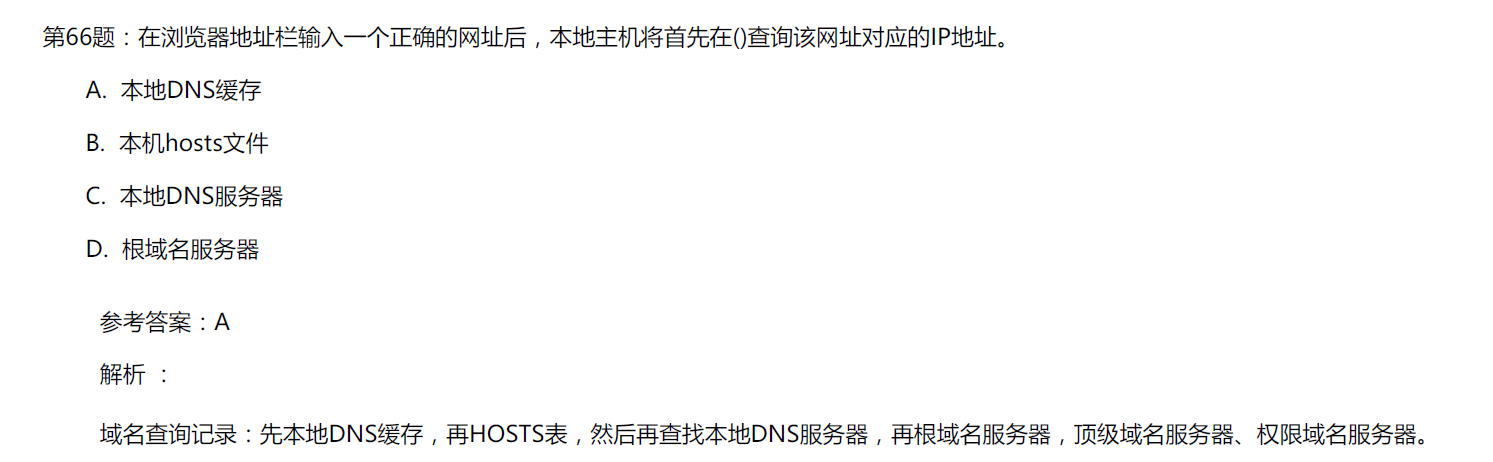 第66题：在浏览器地址栏输入一个正确的网址后，本地主机将首先在()查询该网址对应的IP地址。
A. 本地DNS缓存
B. 本机hosts文件
C. 本地DNS服务器
D. 根域名服务器
参考答案：A
解析 ：
域名查询记录：先本地DNS缓存，再HOSTS表，然后再查找本地DNS服务器，再根域名服务器，顶级域名服务器、权限域名服务器。